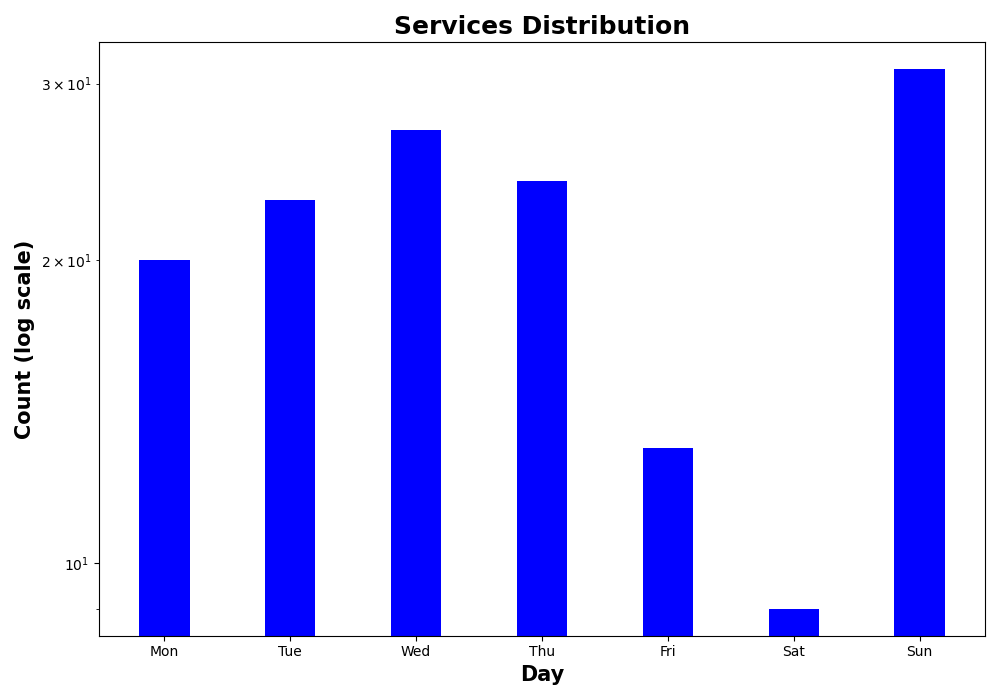 Services Distribution
Count (log scale)
3 × 10¹
2 × 10¹
10¹
Mon Tue Wed Thu Fri Sat Sun
Day